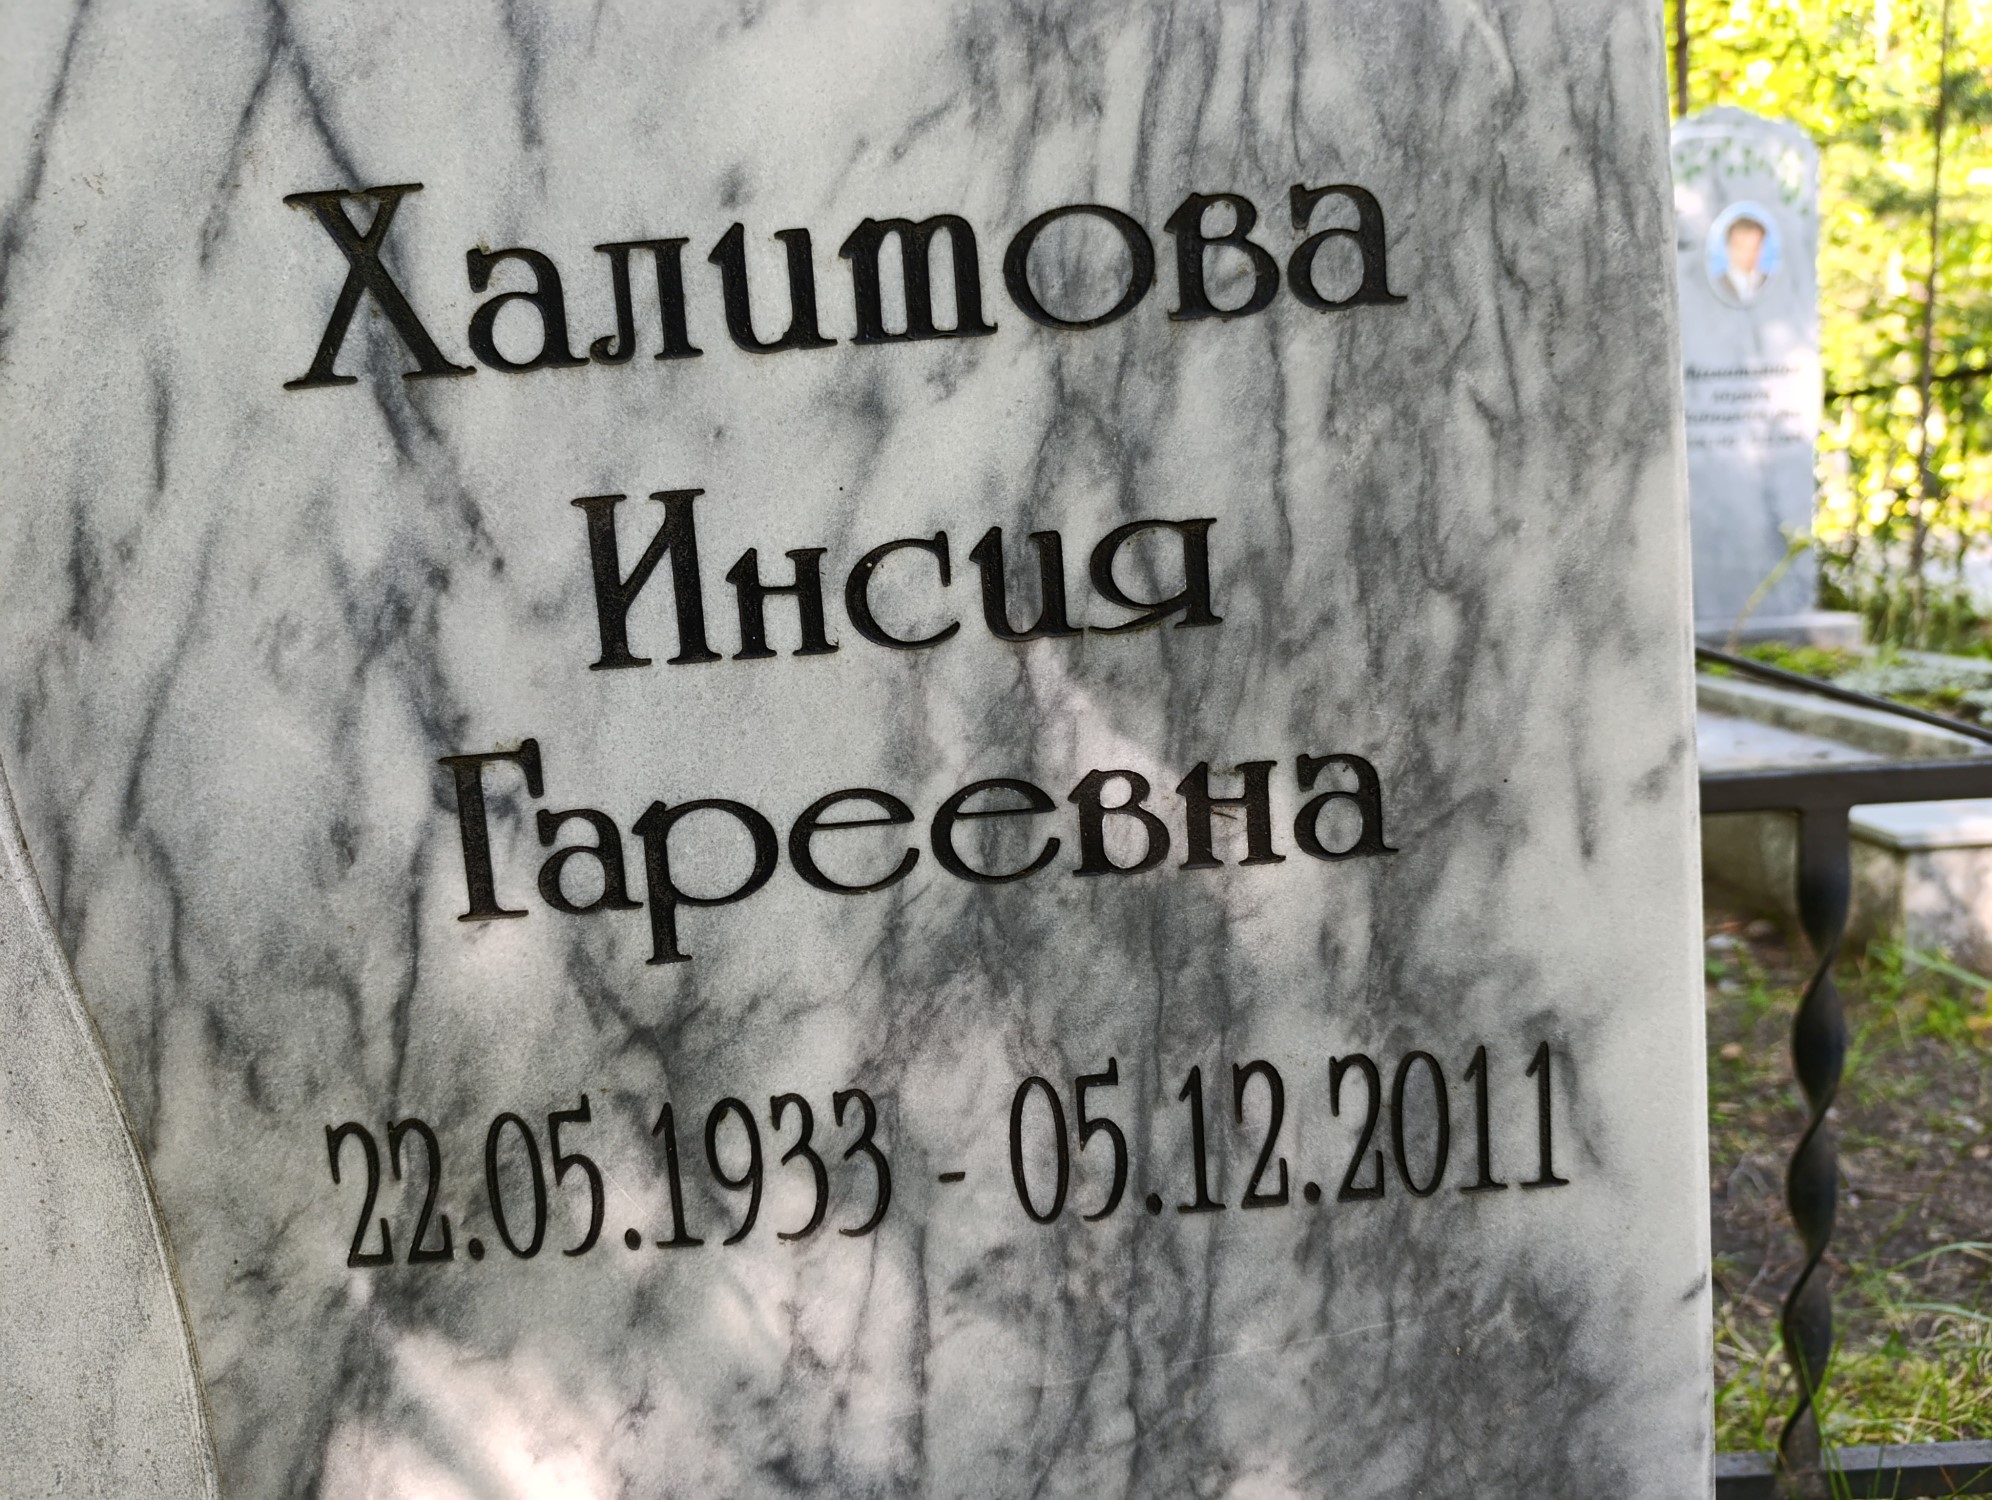 Халитова
Инсия
Гареевна
22.05.1933 - 05.12.2011